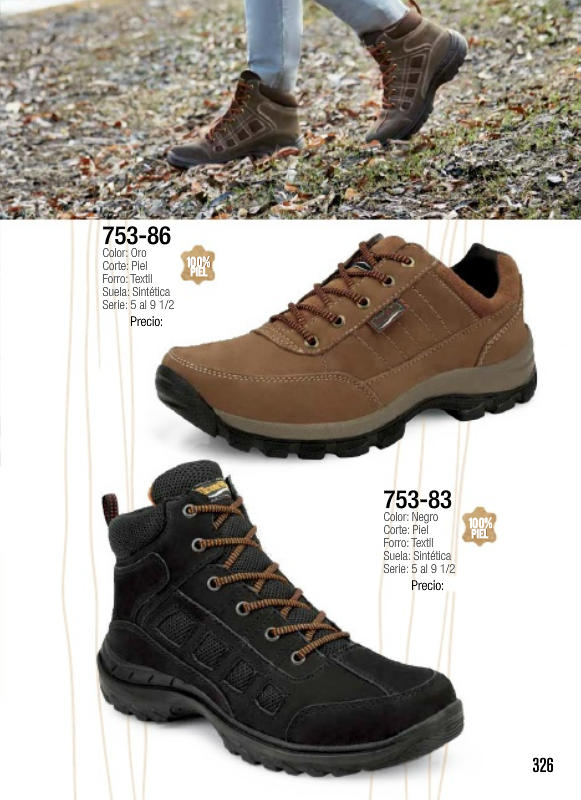 753-86
Color: Oro
Corte: Piel
Forro: Textil
Suela: Sintética
Serie: 5 al 9 1/2
Precio:
100%
PIEL
753-83
Color: Negro
Corte: Piel
Forro: Textil
Suela: Sintética
Serie: 5 al 9 1/2
Precio:
100%
PIEL
326